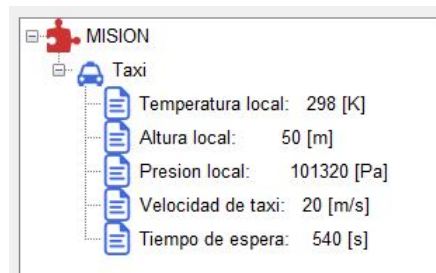 MISION
Taxi
Temperatura local: 298 [K]
Altura local: 50 [m]
Presion local: 101320 [Pa]
Velocidad de taxi: 20 [m/s]
Tiempo de espera: 540 [s]